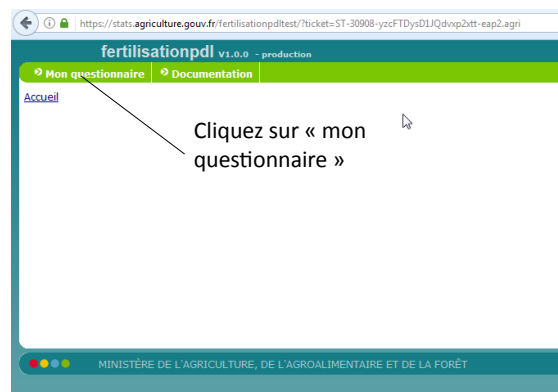 https://stats.agriculture.gouv.fr/fertilisationpdltest/?ticket=ST-30908-yzcFTDysD1JQdvxp2xtt-eap2.agri
fertilisationpdl V1.0.0 - production
Mon questionnaire Documentation
Accueil
Cliquez sur « mon
questionnaire »
MINISTÈRE DE L'AGRICULTURE, DE L'AGROALIMENTAIRE ET DE LA FORÊT